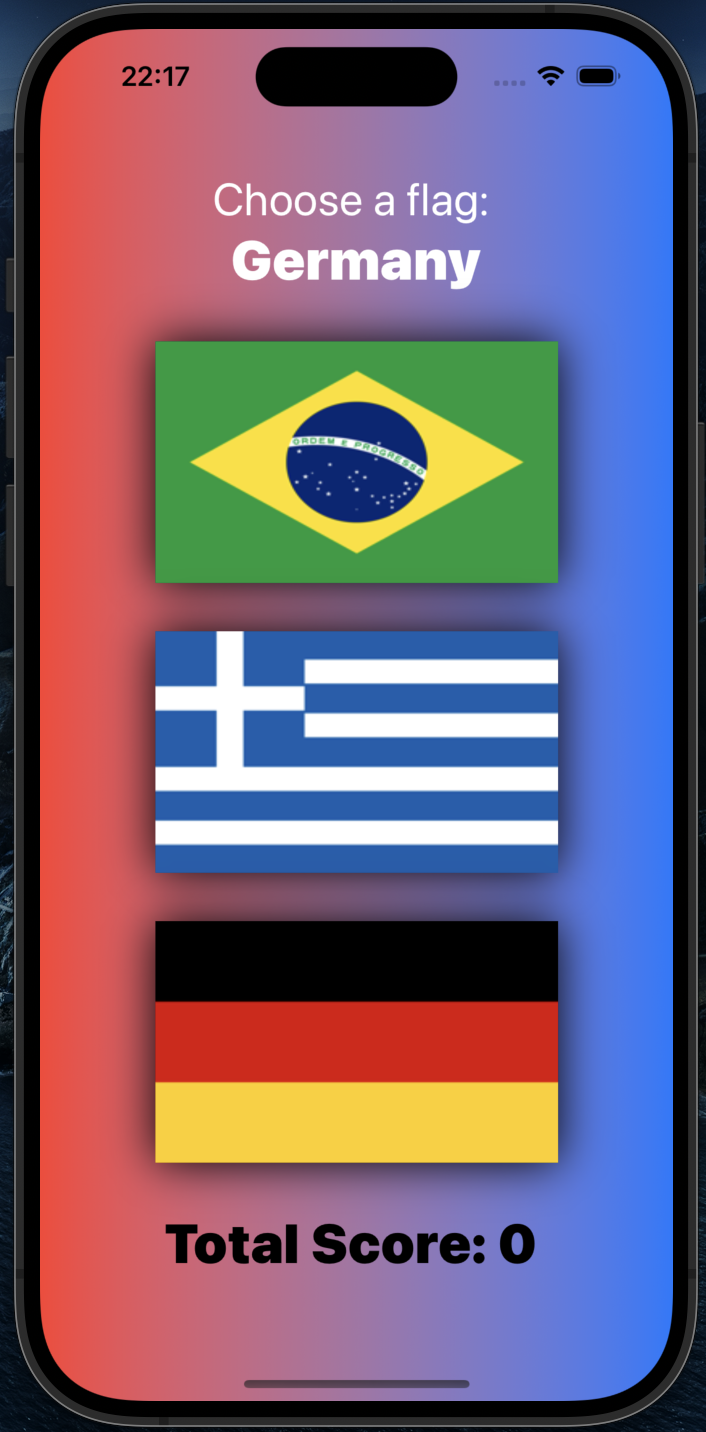 22:17
Choose a flag:
Germany
ORDEM E PROGRESSO
Total Score: 0